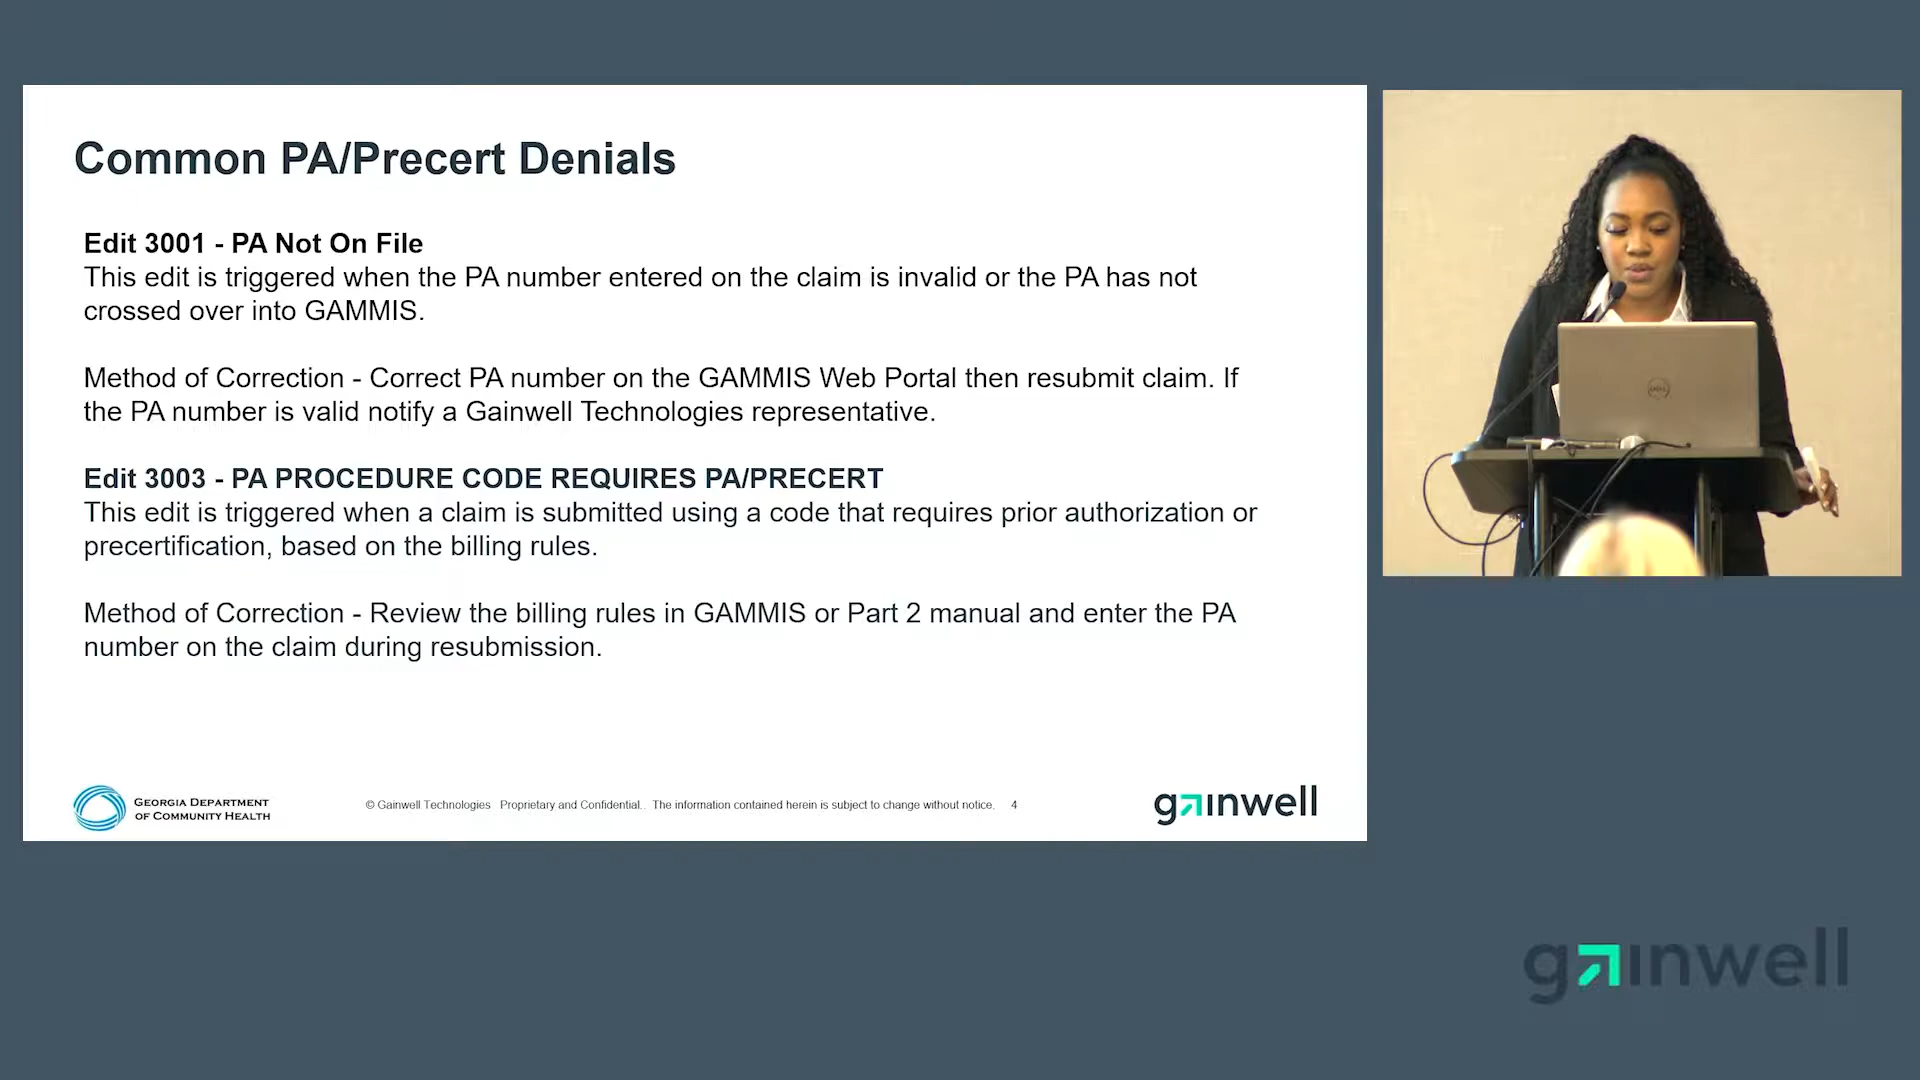 Common PA/Precert Denials
Edit 3001 - PA Not On File
This edit is triggered when the PA number entered on the claim is invalid or the PA has not
crossed over into GAMMIS.
Method of Correction - Correct PA number on the GAMMIS Web Portal then resubmit claim. If
the PA number is valid notify a Gainwell Technologies representative.
Edit 3003 - PA PROCEDURE CODE REQUIRES PA/PRECERT
This edit is triggered when a claim is submitted using a code that requires prior authorization or
precertification, based on the billing rules.
Method of Correction - Review the billing rules in GAMMIS or Part 2 manual and enter the PA
number on the claim during resubmission.
GEORGIA DEPARTMENT
OF COMMUNITY HEALTH
© Gainwell Technologies Proprietary and Confidential.. The information contained herein is subject to change without notice. 4
gainwell
DELL
gainwell